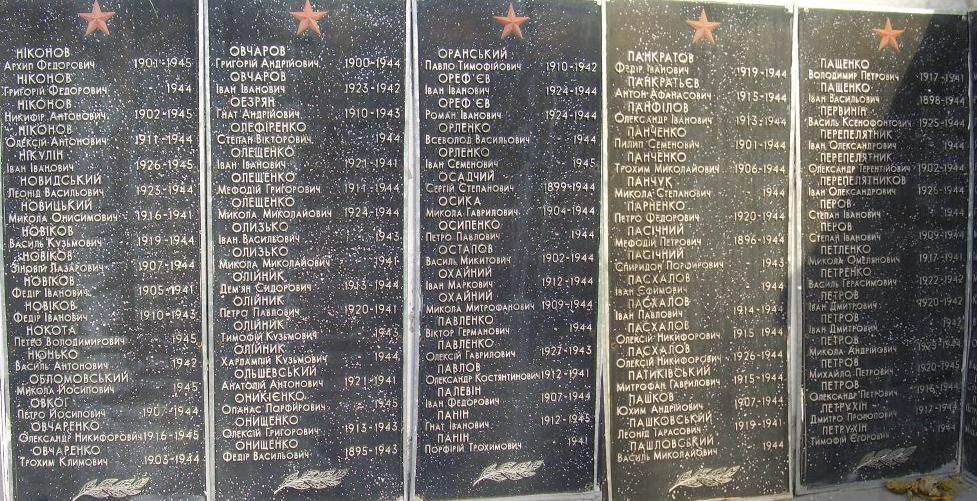 НІКОНОВ
Архип Федорович 1901-1945
НІКОНОВ
Григорій Федорович 1944
НІКОНОВ
Никифір Антонович 1902-1945
НІКОНОВ
Олексій Антонович 1911-1944
НІКУЛІН
Іван Іванович 1926-1945
НОВИДСЬКИЙ
Леонід Васильович 1923-1944
НОВИЦЬКИЙ
Микола Онисимович 1916-1941
НОВІКОВ
Василь Кузьмович 1919-1944
НОВІКОВ
Зіновій Лазарович 1907-1944
НОВІКОВ
Федір Іванович 1905-1941
НОВІКОВ
Федір Іванович 1910-1943
НОКОТА
Петро Володимирович 1944
НЮНЬКО
Василь Антонович 1942
ОБЛОМОВСЬКИЙ
Микола Йосипович 1945
ОВКОГ
Петро Йосипович 1907-1944
ОВЧАРЕНКО
Олександр Никифорович 1916-1945
ОВЧАРЕНКО
Трохим Климович 1903-1944
ОВЧАРОВ
Григорій Андрійович 1900-1944
ОВЧАРОВ
Іван Іванович 1923-1942
ОЕЗРЯН
Гнат Андрійович 1910-1943
ОЛЕФІРЕНКО
Степан Вікторович 1944
ОЛЕЩЕНКО
Іван Іванович 1921-1941
ОЛЕЩЕНКО
Мефодій Григорович 1911-1944
ОЛЕЩЕНКО
Микола Миколайович 1924-1944
ОЛИЗЬКО
Іван Васильович 1943
ОЛИЗЬКО
Микола Миколайович 1941
ОЛІЙНИК
Дем'ян Сидорович 1913-1944
ОЛІЙНИК
Петро Павлович 1920-1941
ОЛІЙНИК
Тимофій Кузьмович 1943
ОЛІЙНИК
Харлампій Кузьмович 1944
ОЛЬШЕВСЬКИЙ
Анатолій Антонович 1921-1941
ОНИКІЄНКО
Опанас Парфирович 1945
ОНИЩЕНКО
Олексій Григорович 1913-1943
ОНИЩЕНКО
Федір Васильович 1895-1943
ОРАНСЬКИЙ
Павло Тимофійович 1910-1942
ОРЕФ'ЄВ
Іван Іванович 1924-1944
ОРЕФ'ЄВ
Роман Іванович 1924-1944
ОРЛЕНКО
Всеволод Васильович 1944
ОРЛЕНКО
Іван Семенович 1945
ОСАДЧИЙ
Сергій Степанович 1899-1944
ОСИКА
Микола Гаврилович 1904-1944
ОСИПЕНКО
Петро Павлович 1944
ОСТАПОВ
Василь Микитович 1902-1944
ОХАЙНИЙ
Іван Маркович 1912-1944
ОХАЙНИЙ
Микола Митрофанович 1909-1944
ПАВЛЕНКО
Віктор Германович 1944
ПАВЛЕНКО
Олексій Гаврилович 1927-1943
ПАВЛОВ
Олександр Костянтинович 1912-1941
ПАЛЕВІН
Іван Федорович 1907-1944
ПАНІН
Гнат Іванович 1912-1945
ПАНІН
Порфірій Трохимович 1941
ПАНКРАТОВ
Федір Іванович 1919-1944
ПАНКРАТЬЄВ
Антон Афанасович 1915-1944
ПАНФІЛОВ
Олександр Іванович 1913-1944
ПАНЧЕНКО
Пилип Семенович 1901-1944
ПАНЧЕНКО
Трохим Миколайович 1906-1944
ПАНЧУК
Микола Степанович 1944
ПАРНЕНКО
Петро Федорович 1920-1944
ПАСІЧНИЙ
Мефодій Петрович 1896-1944
ПАСІЧНИЙ
Спиридон Порфирович 1943
ПАСХАЛОВ
Іван Єфимович 1944
ПАСХАЛОВ
Іван Павлович 1914-1944
ПАСХАЛОВ
Олексій Никифорович 1915-1944
ПАСХАЛОВ
Олексій Никифорович 1926-1944
ПАТИКІВСЬКИЙ
Митрофан Гаврилович 1915-1944
ПАШКОВ
Юхим Андрійович 1907-1944
ПАШКОВСЬКИЙ
Леонід Тарасович 1919-1941
ПАШЛОВСЬКИЙ
Василь Миколайович 1944
ПАЩЕНКО
Володимир Петрович 1917-1941
ПАЩЕНКО
Іван Васильович 1898-1944
ПЕРВИНІН
Василь Ксенофонтович 1925-1944
ПЕРЕПЕЛЯТНИК
Іван Олександрович 1944
ПЕРЕПЕЛЯТНИК
Олександр Терентійович 1902-1944
ПЕРЕПЕЛЯТНИКОВ
Іван Олександрович 1926-1944
ПЕРОВ
Степан Іванович 1944
ПЕРОВ
Степан Іванович 1909-1944
ПЕТЛЕНКО
Микола Омелянович 1941
ПЕТРЕНКО
Василь Герасимович 1922-1942
ПЕТРОВ
Іван Дмитрович 1920-1942
ПЕТРОВ
Іван Дмитрович
ПЕТРОВ
Микола Андрійович
ПЕТРОВ
Михайло Петрович 1920-1945
ПЕТРОВ
Олександр Петрович 1916-1944
ПЕТРУХІН
Дмитро Прокопович 1917-1944
ПЕТРУХІН
Тимофій Єгорович 1944